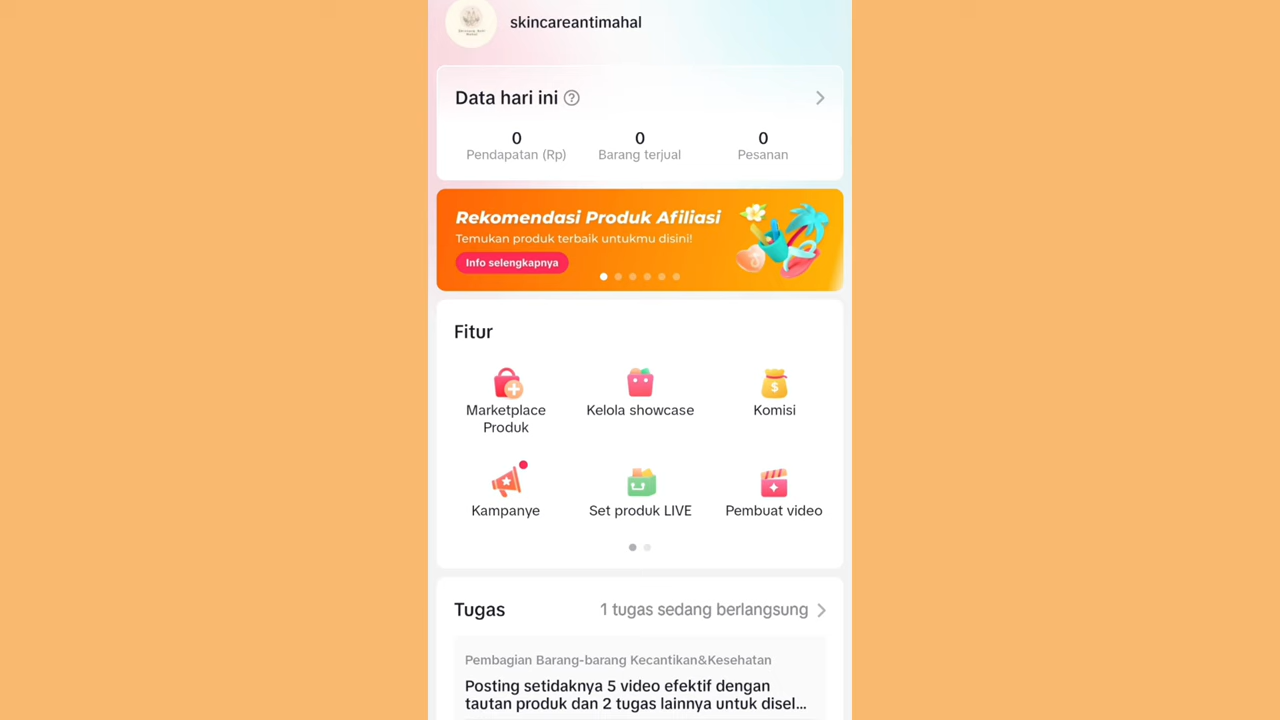 skincareantimahal
Data hari ini ?
0 0 0
Pendapatan (Rp) Barang terjual Pesanan
Rekomendasi Produk Afiliasi
Temukan produk terbaik untukmu disini!
Info selengkapnya
Fitur
Marketplace Produk
Kelola showcase
Komisi
Kampanye
Set produk LIVE
Pembuat video
Tugas
1 tugas sedang berlangsung
Pembagian Barang-barang Kecantikan&Kesehatan
Posting setidaknya 5 video efektif dengan
tautan produk dan 2 tugas lainnya untuk disel...